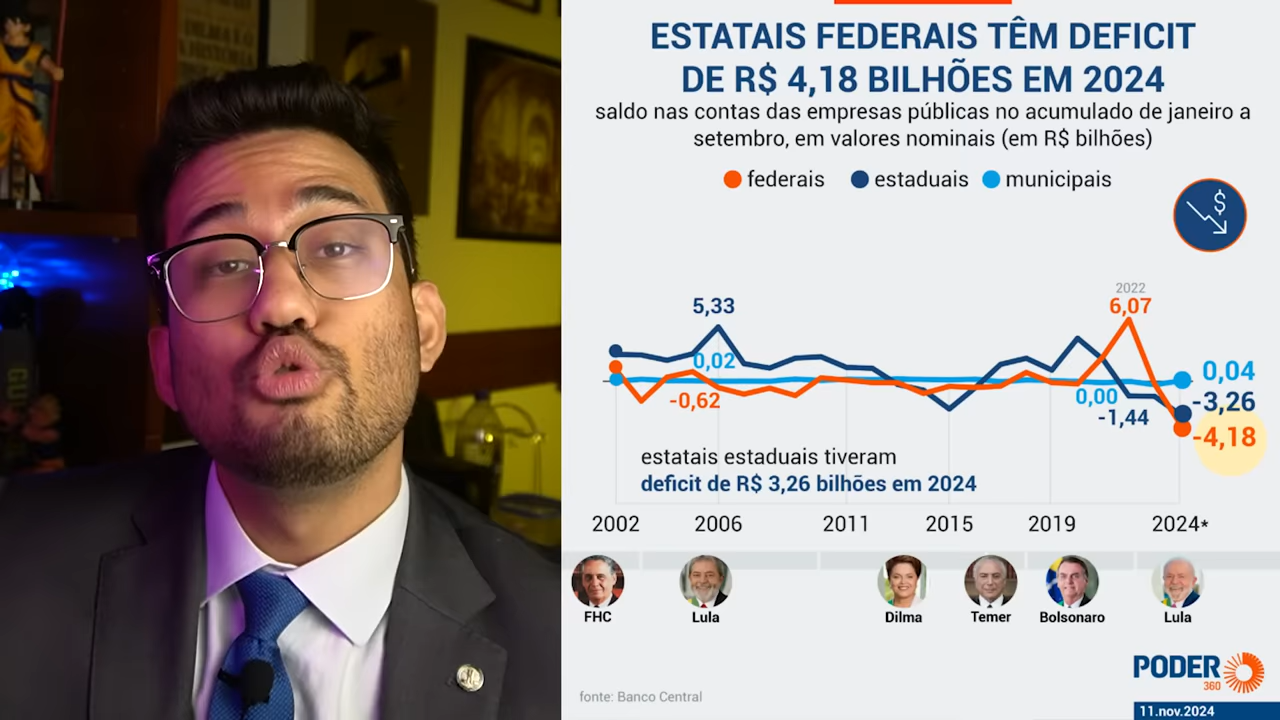 ESTATAIS FEDERAIS TÊM DEFICIT
DE R$ 4,18 BILHÕES EM 2024
saldo nas contas das empresas públicas no acumulado de janeiro a
setembro, em valores nominais (em R$ bilhões)
federais estaduais municipais
$
2022
5,33 6,07
0,02 0,04
-0,62 0,00 -3,26
-1,44
-4,18
estatais estaduais tiveram
deficit de R$ 3,26 bilhões em 2024
2002 2006 2011 2015 2019 2024*
FHC Lula Dilma Temer Bolsonaro Lula
PODER
360
fonte: Banco Central
11.nov.2024